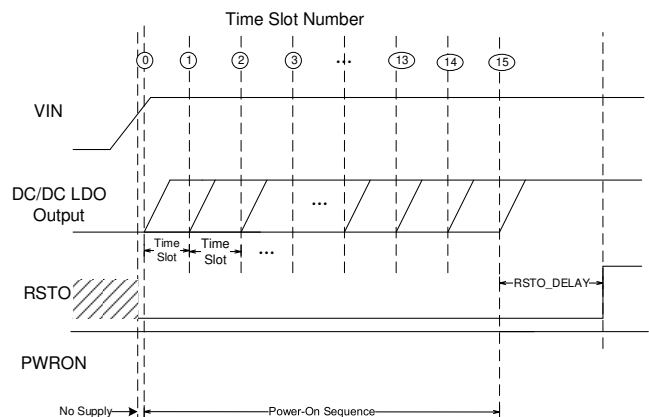 Time Slot Number
0 1 2 3 ... 13 14 15
VIN
DC/DC LDO
Output
...
Time
Slot
Time
Slot
...
RSTO
RSTO_DELAY
PWRON
No Supply
Power-On Sequence